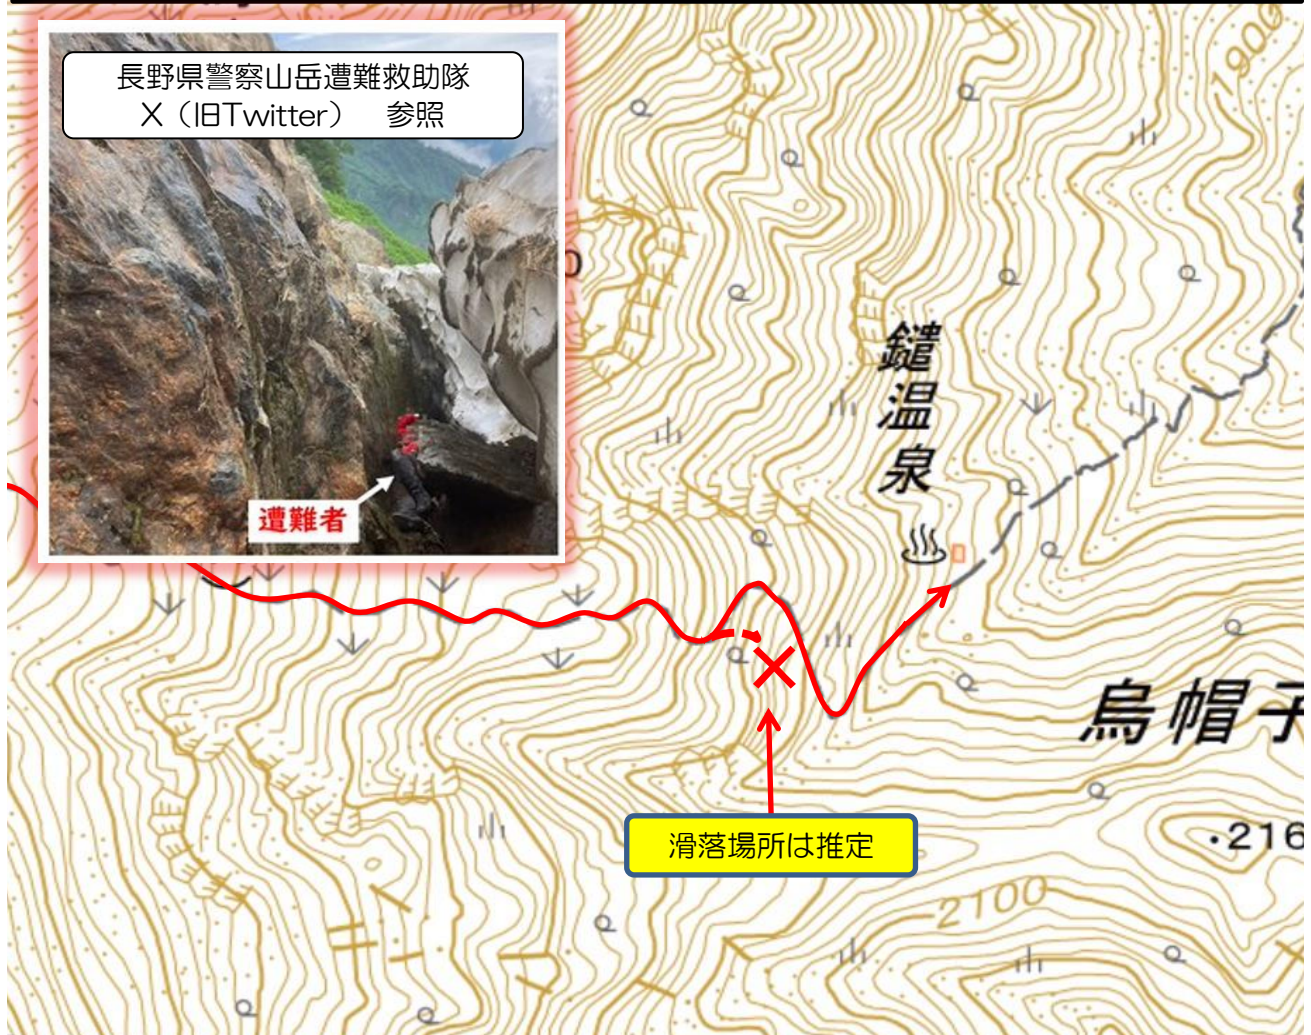 長野県警察山岳遭難救助隊
X（旧Twitter）　参照
遭難者
1900
鑓温泉
烏帽子
滑落場所は推定
・216
2100